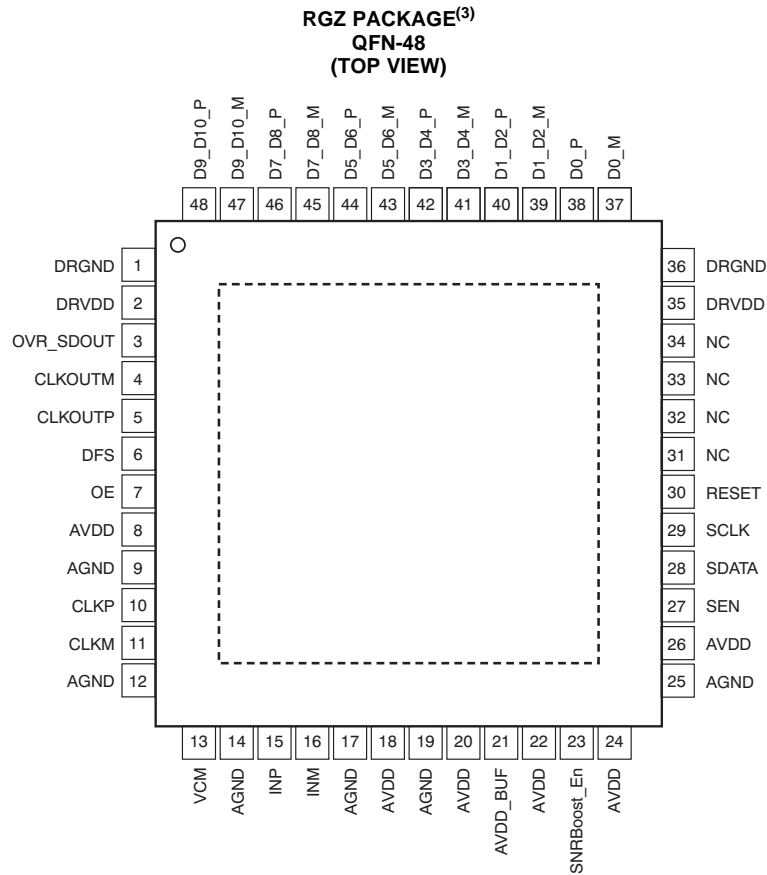 RGZ PACKAGE(3)
QFN-48
(TOP VIEW)
D9_D10_P
D9_D10_M
D7_D8_P
D7_D8_M
D5_D6_P
D5_D6_M
D3_D4_P
D3_D4_M
D1_D2_P
D1_D2_M
D0_P
D0_M
48 47 46 45 44 43 42 41 40 39 38 37
DRGND 1 36 DRGND
DRVDD 2 35 DRVDD
OVR_SDOUT 3 34 NC
CLKOUTM 4 33 NC
CLKOUTP 5 32 NC
DFS 6 31 NC
OE 7 30 RESET
AVDD 8 29 SCLK
AGND 9 28 SDATA
CLKP 10 27 SEN
CLKM 11 26 AVDD
AGND 12 25 AGND
13 14 15 16 17 18 19 20 21 22 23 24
VCM
AGND
INP
INM
AGND
AVDD
AGND
AVDD
AVDD_BUF
AVDD
SNRBoost_En
AVDD